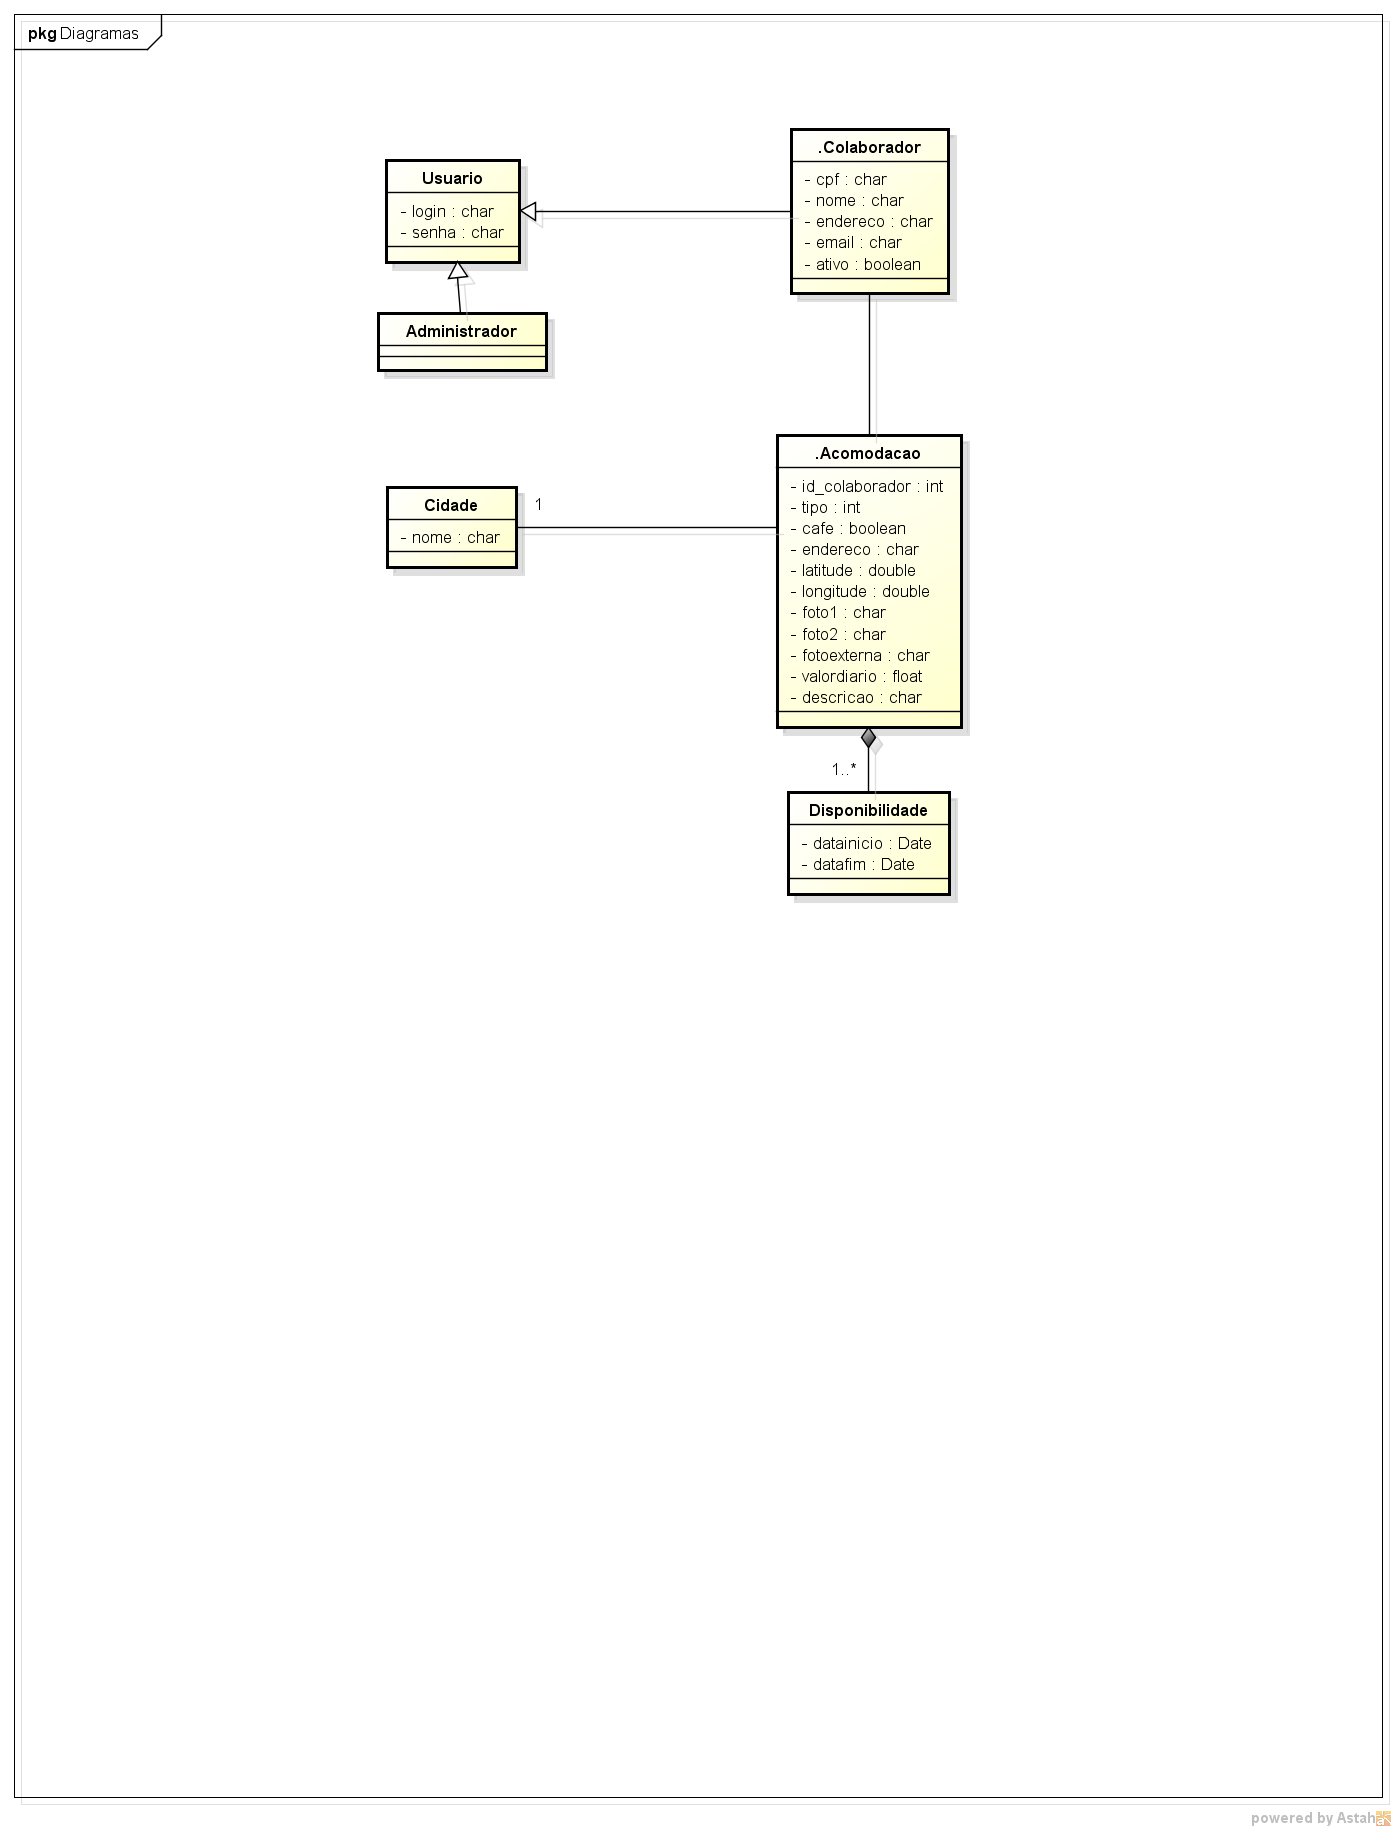 pkg Diagramas
.Colaborador
- cpf : char
- nome : char
- endereco : char
- email : char
- ativo : boolean
Usuario
- login : char
- senha : char
Administrador
.Acomodacao
- id_colaborador : int
- tipo : int
- cafe : boolean
- endereco : char
- latitude : double
- longitude : double
- foto1 : char
- foto2 : char
- fotoexterna : char
- valordiario : float
- descricao : char
Cidade
- nome : char
1
1..*
Disponibilidade
- datainicio : Date
- datafim : Date
powered by Astah